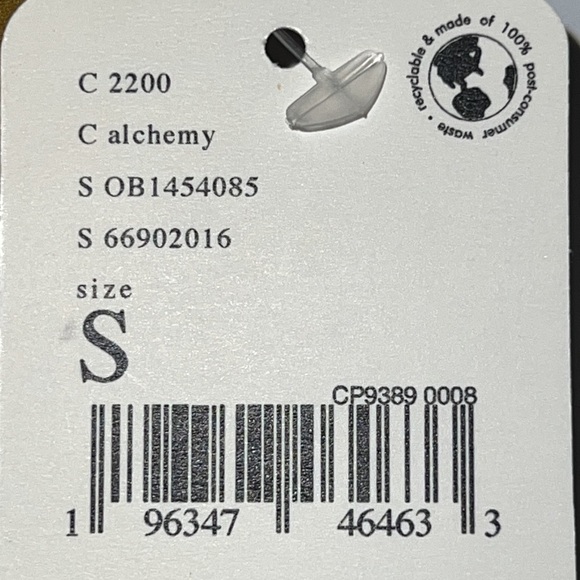 C 2200
C alchemy
S OB1454085
S 66902016
size
S
recyclable & made of 100% post-consumer waste •
CP9389 0008
1 96347 46463 3